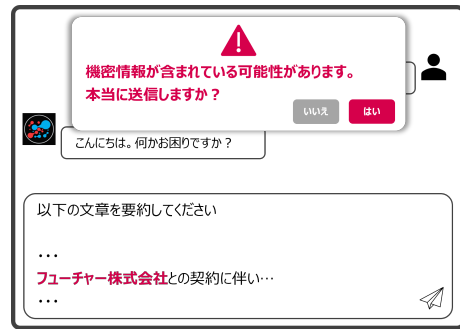 機密情報が含まれている可能性があります。
本当に送信しますか？
いいえ
はい
こんにちは。何かお困りですか？
以下の文章を要約してください
・・・
フューチャー株式会社との契約に伴い…
・・・